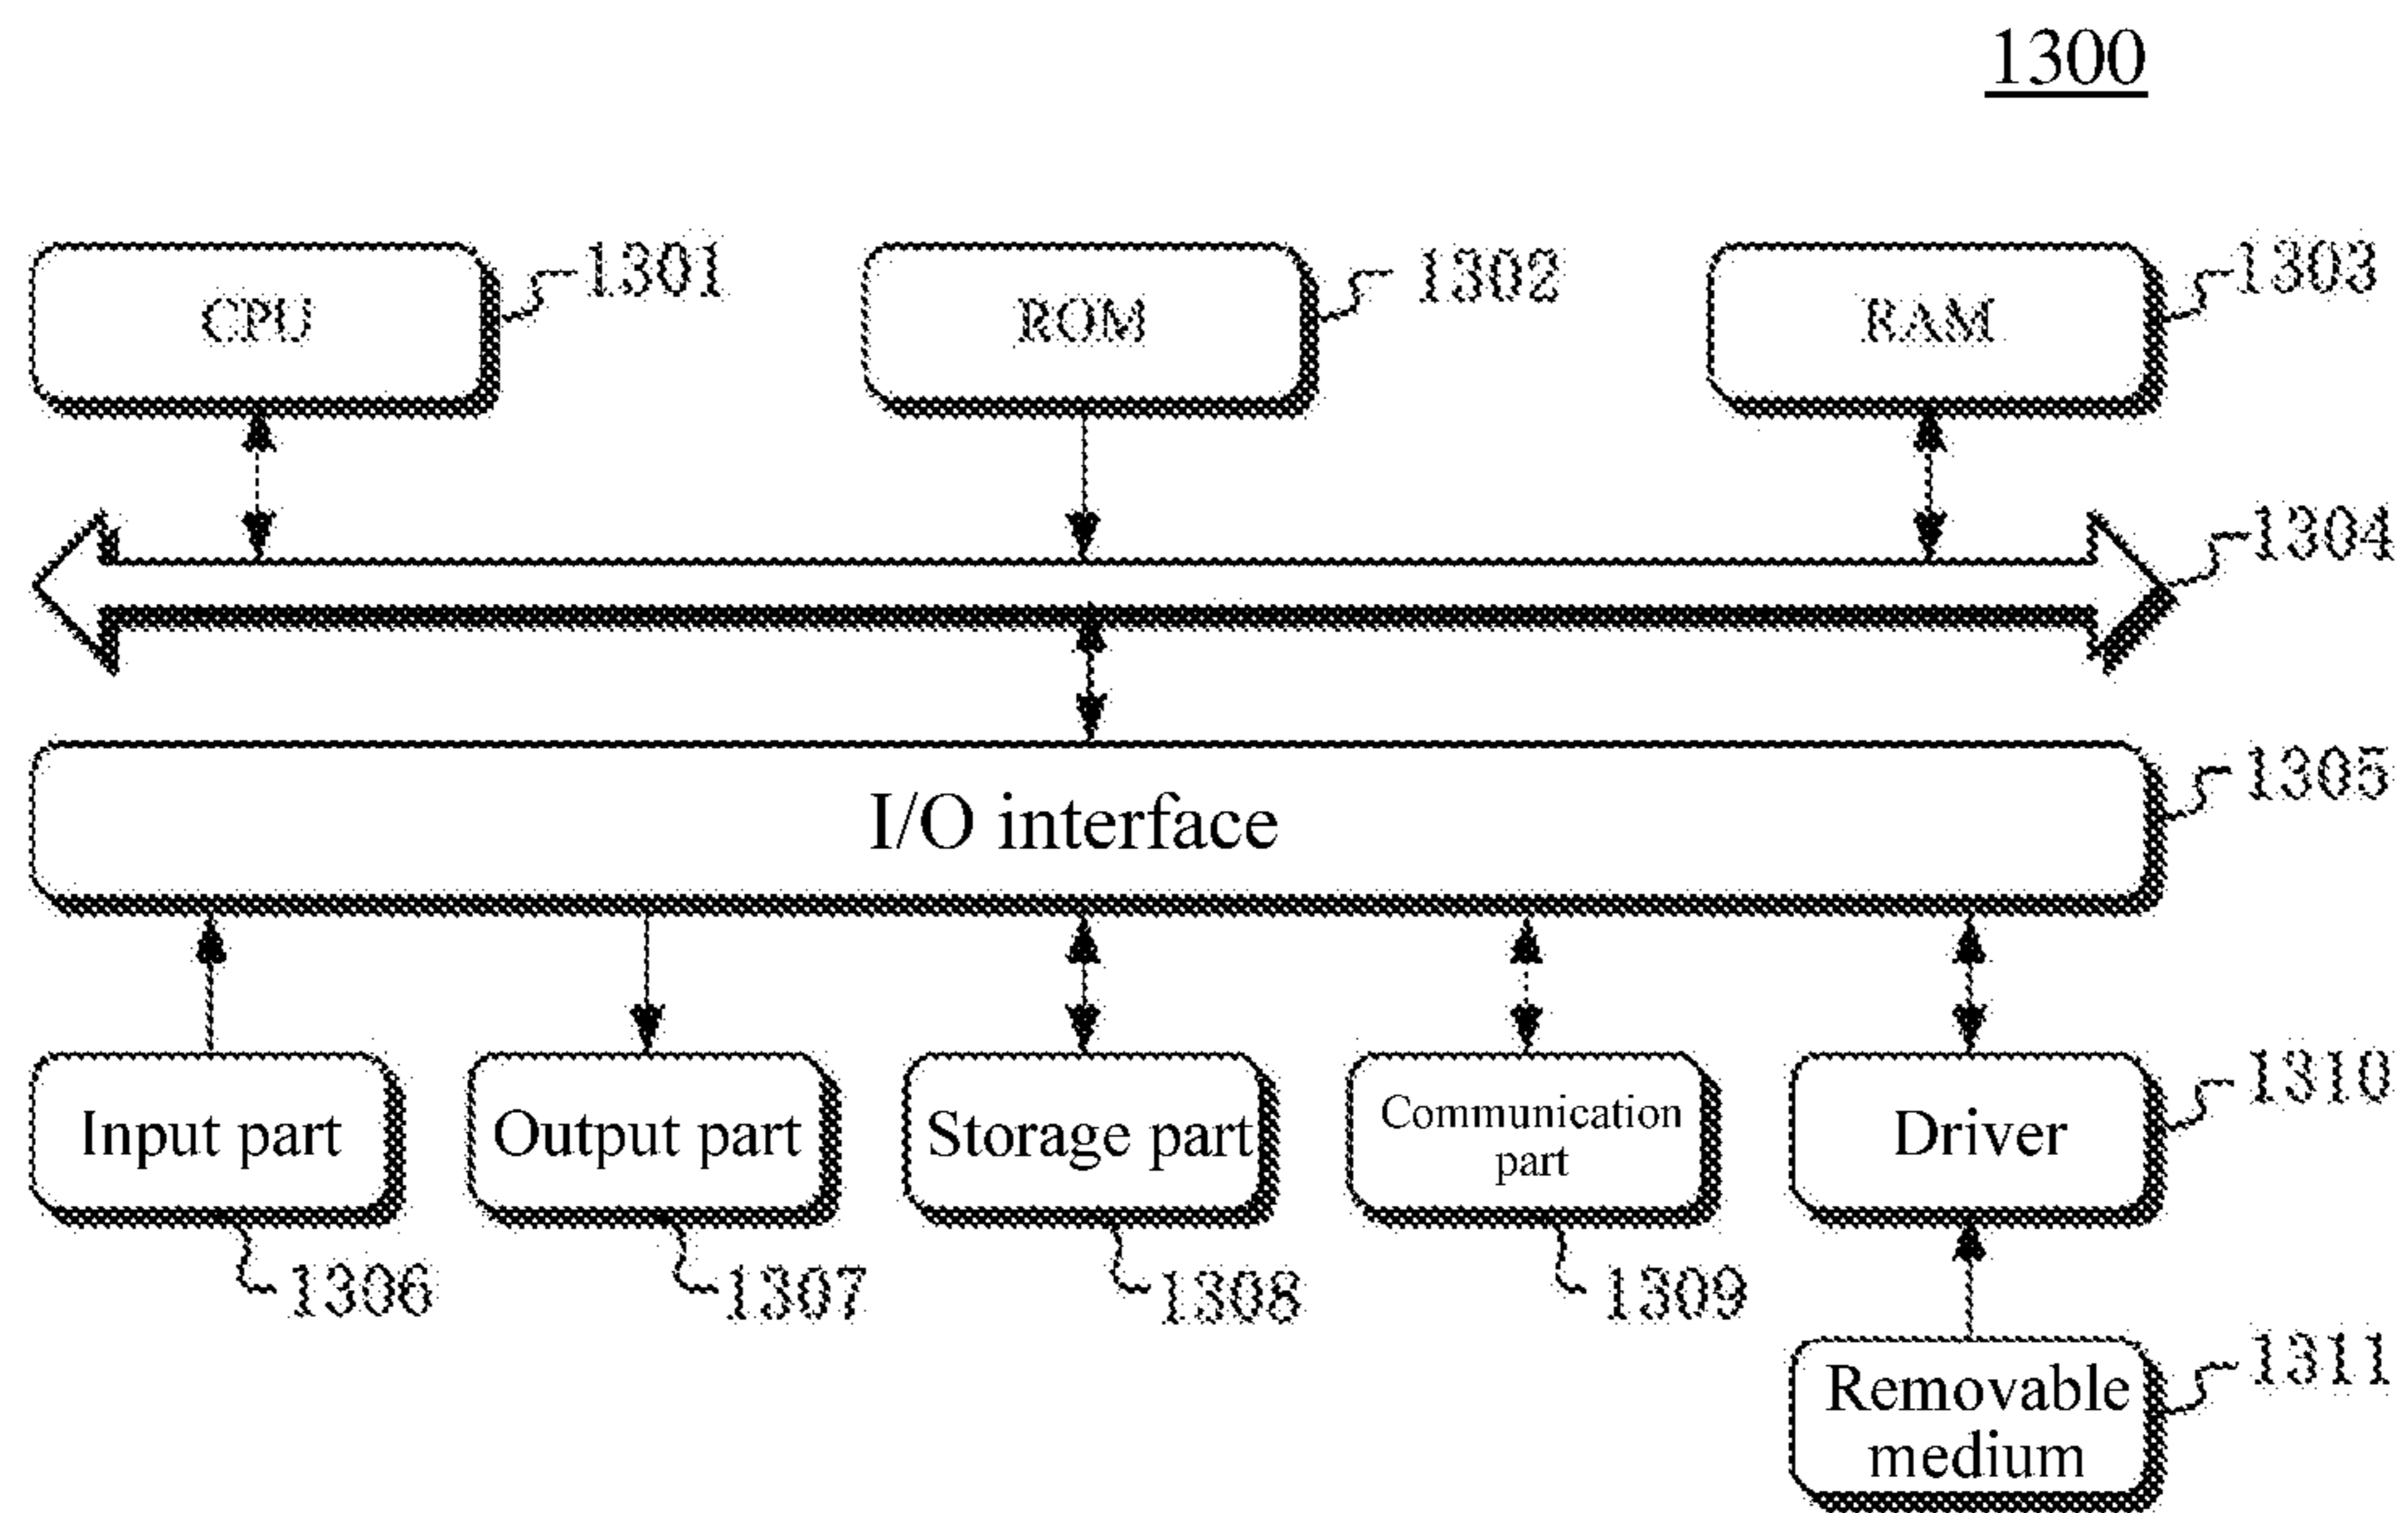 1300
CPU
1301
ROM
1302
RAM
1303
1304
I/O interface
1305
Input part
1306
Output part
1307
Storage part
1308
Communication
part
1309
Driver
1310
Removable
medium
1311